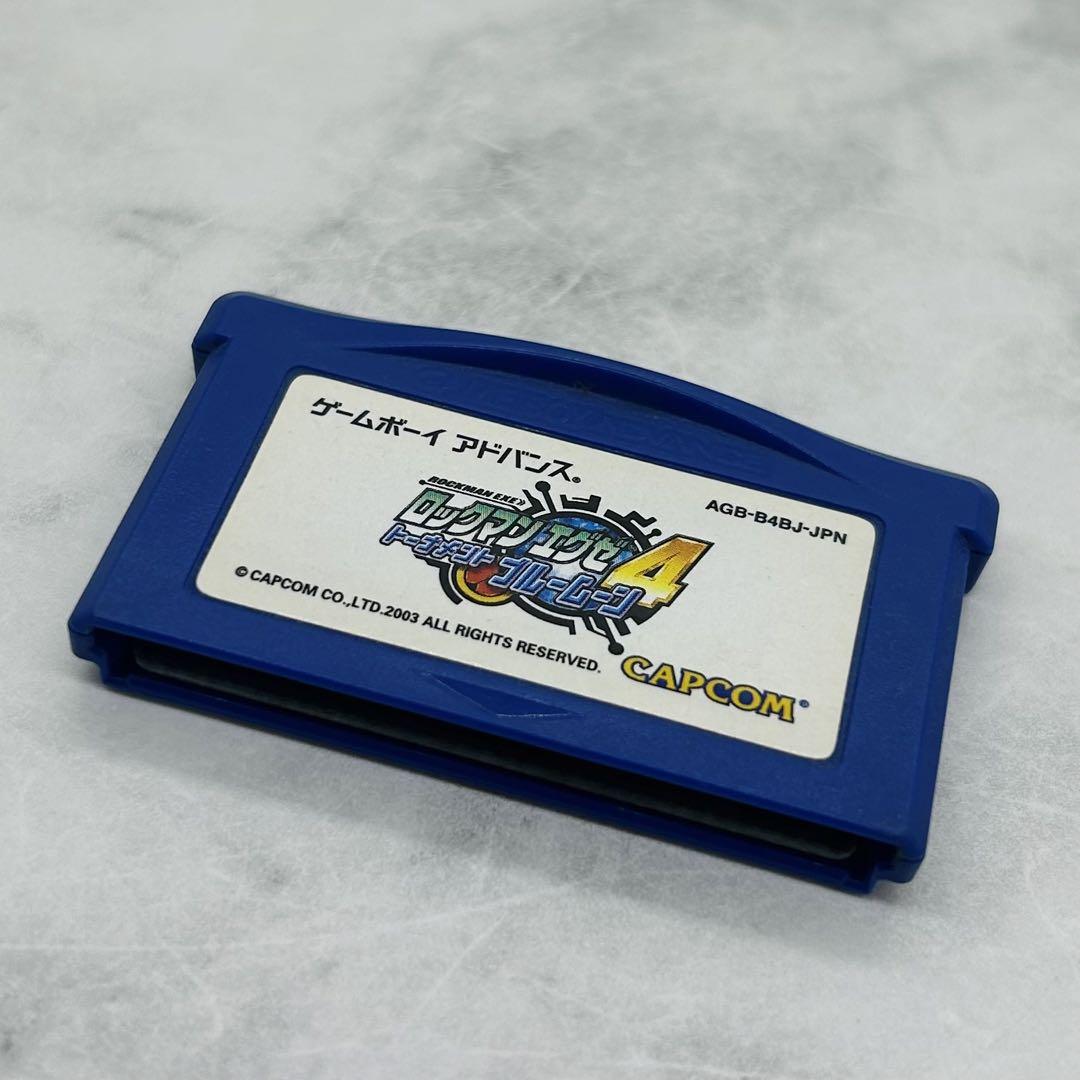 ゲームボーイ アドバンス®
AGB-B4BJ-JPN
ROCKMAN EXE
ロックマン エグゼ4
トーナメント ブルームーン
© CAPCOM CO.,LTD.2003 ALL RIGHTS RESERVED.
CAPCOM®